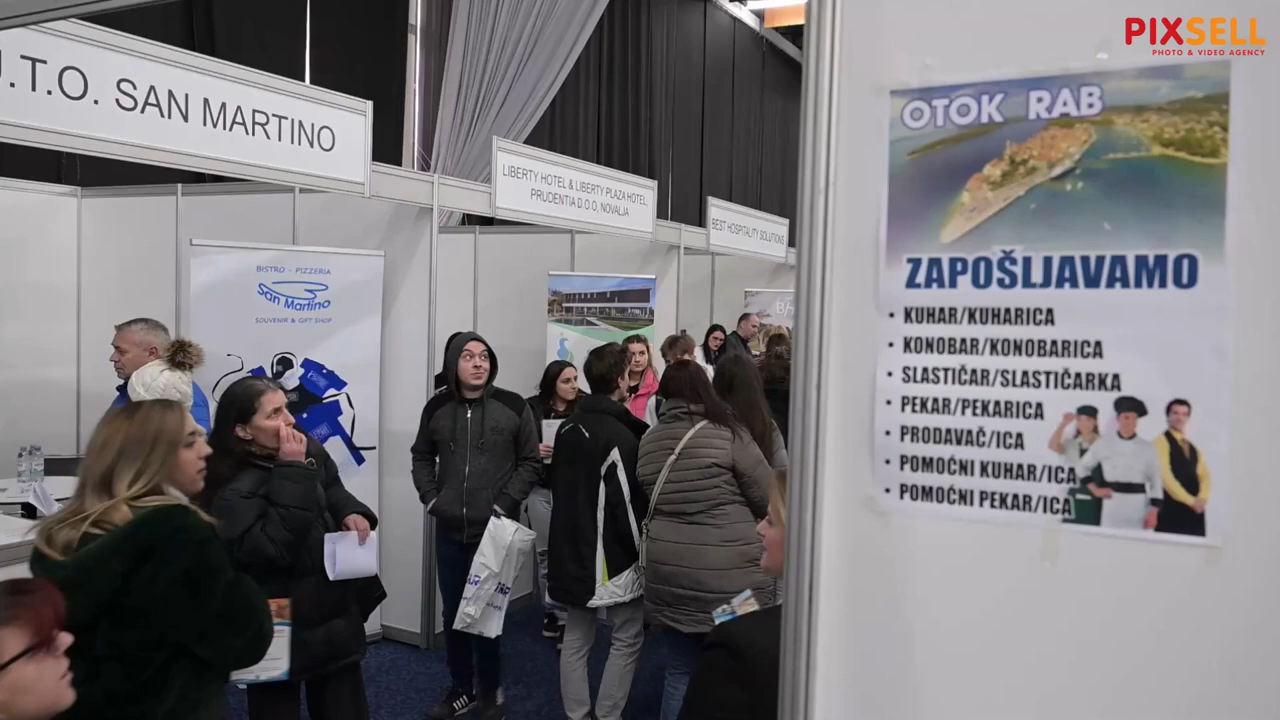 PIXSELL
PHOTO & VIDEO AGENCY
.T.O. SAN MARTINO
LIBERTY HOTEL & LIBERTY PLAZA HOTEL,
PRUDENTIA D.O.O, NOVALJA
BEST HOSPITALITY SOLUTIONS
BISTRO - PIZZERIA
San Martino
SOUVENIR & GIFT SHOP
OTOK RAB
ZAPOŠLJAVAMO
• KUHAR/KUHARICA
• KONOBAR/KONOBARICA
• SLASTIČAR/SLASTIČARKA
• PEKAR/PEKARICA
• PRODAVAČ/ICA
• POMOĆNI KUHAR/ICA
• POMOĆNI PEKAR/ICA